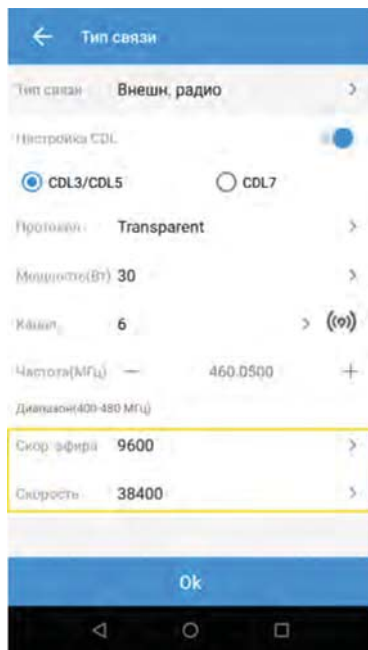 Тип связи
Тип связи Внешн. радио
Настройка CDL
CDL3/CDL5 CDL7
Протокол Transparent
Мощность(Вт) 30
Канал 6
Частота(МГц) — 460.0500 +
Диапазон(400-480 МГц)
Скор эфира 9600
Скорость 38400
Ok